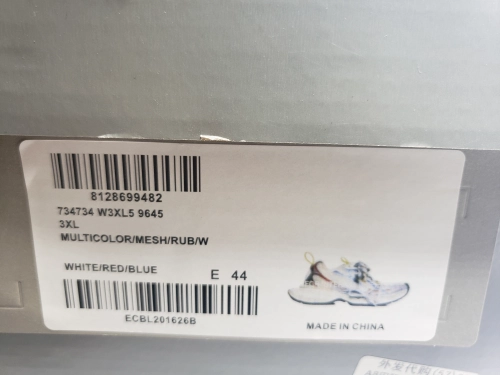 8128699482
734734 W3XL5 9645
3XL
MULTICOLOR/MESH/RUB/W
WHITE/RED/BLUE E 44
ECBL201626B
MADE IN CHINA